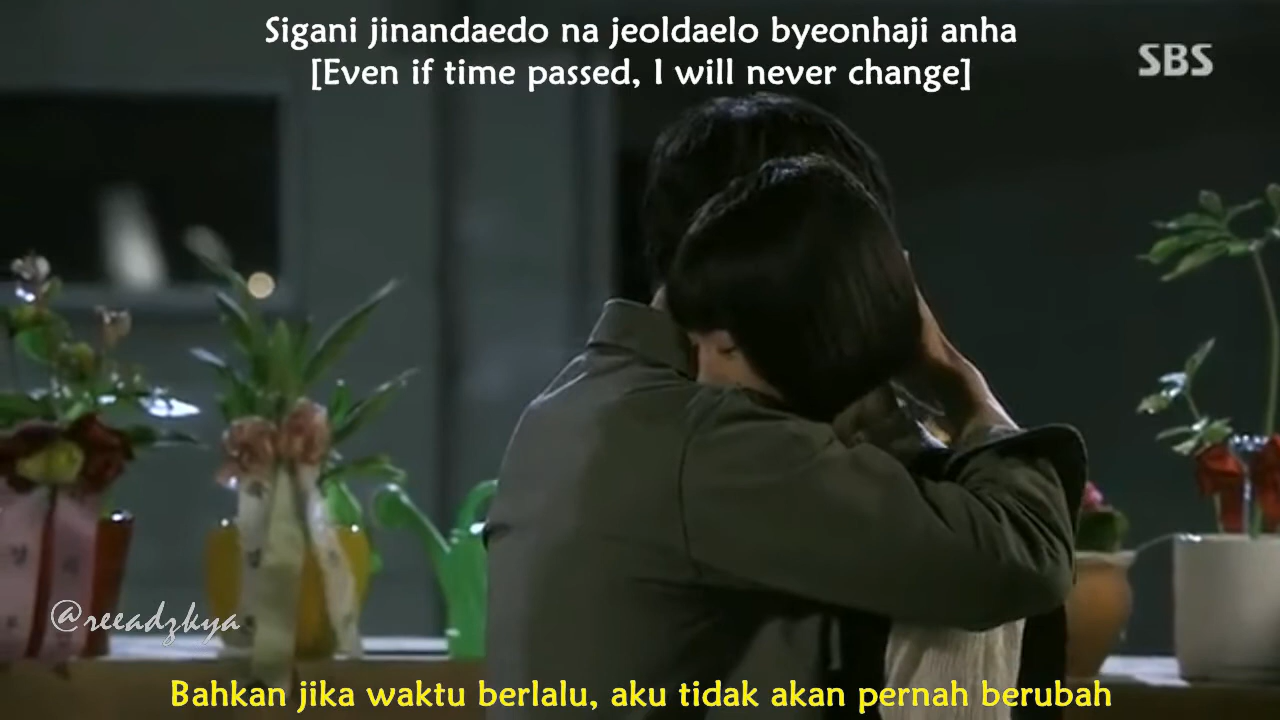 Sigani jinandaedo na jeoldaelo byeonhaji anha
[Even if time passed, I will never change]
SBS
@reeadzkya
Bahkan jika waktu berlalu, aku tidak akan pernah berubah